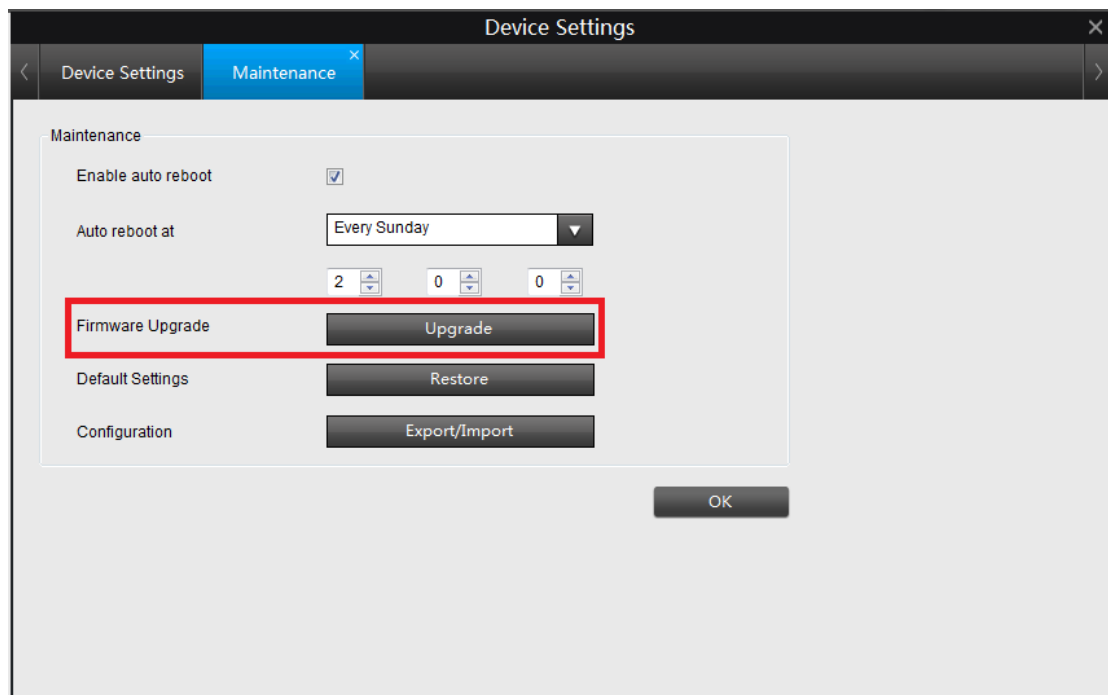 Device Settings
Device Settings Maintenance
Maintenance
Enable auto reboot
Auto reboot at Every Sunday
2 0 0
Firmware Upgrade Upgrade
Default Settings Restore
Configuration Export/Import
OK